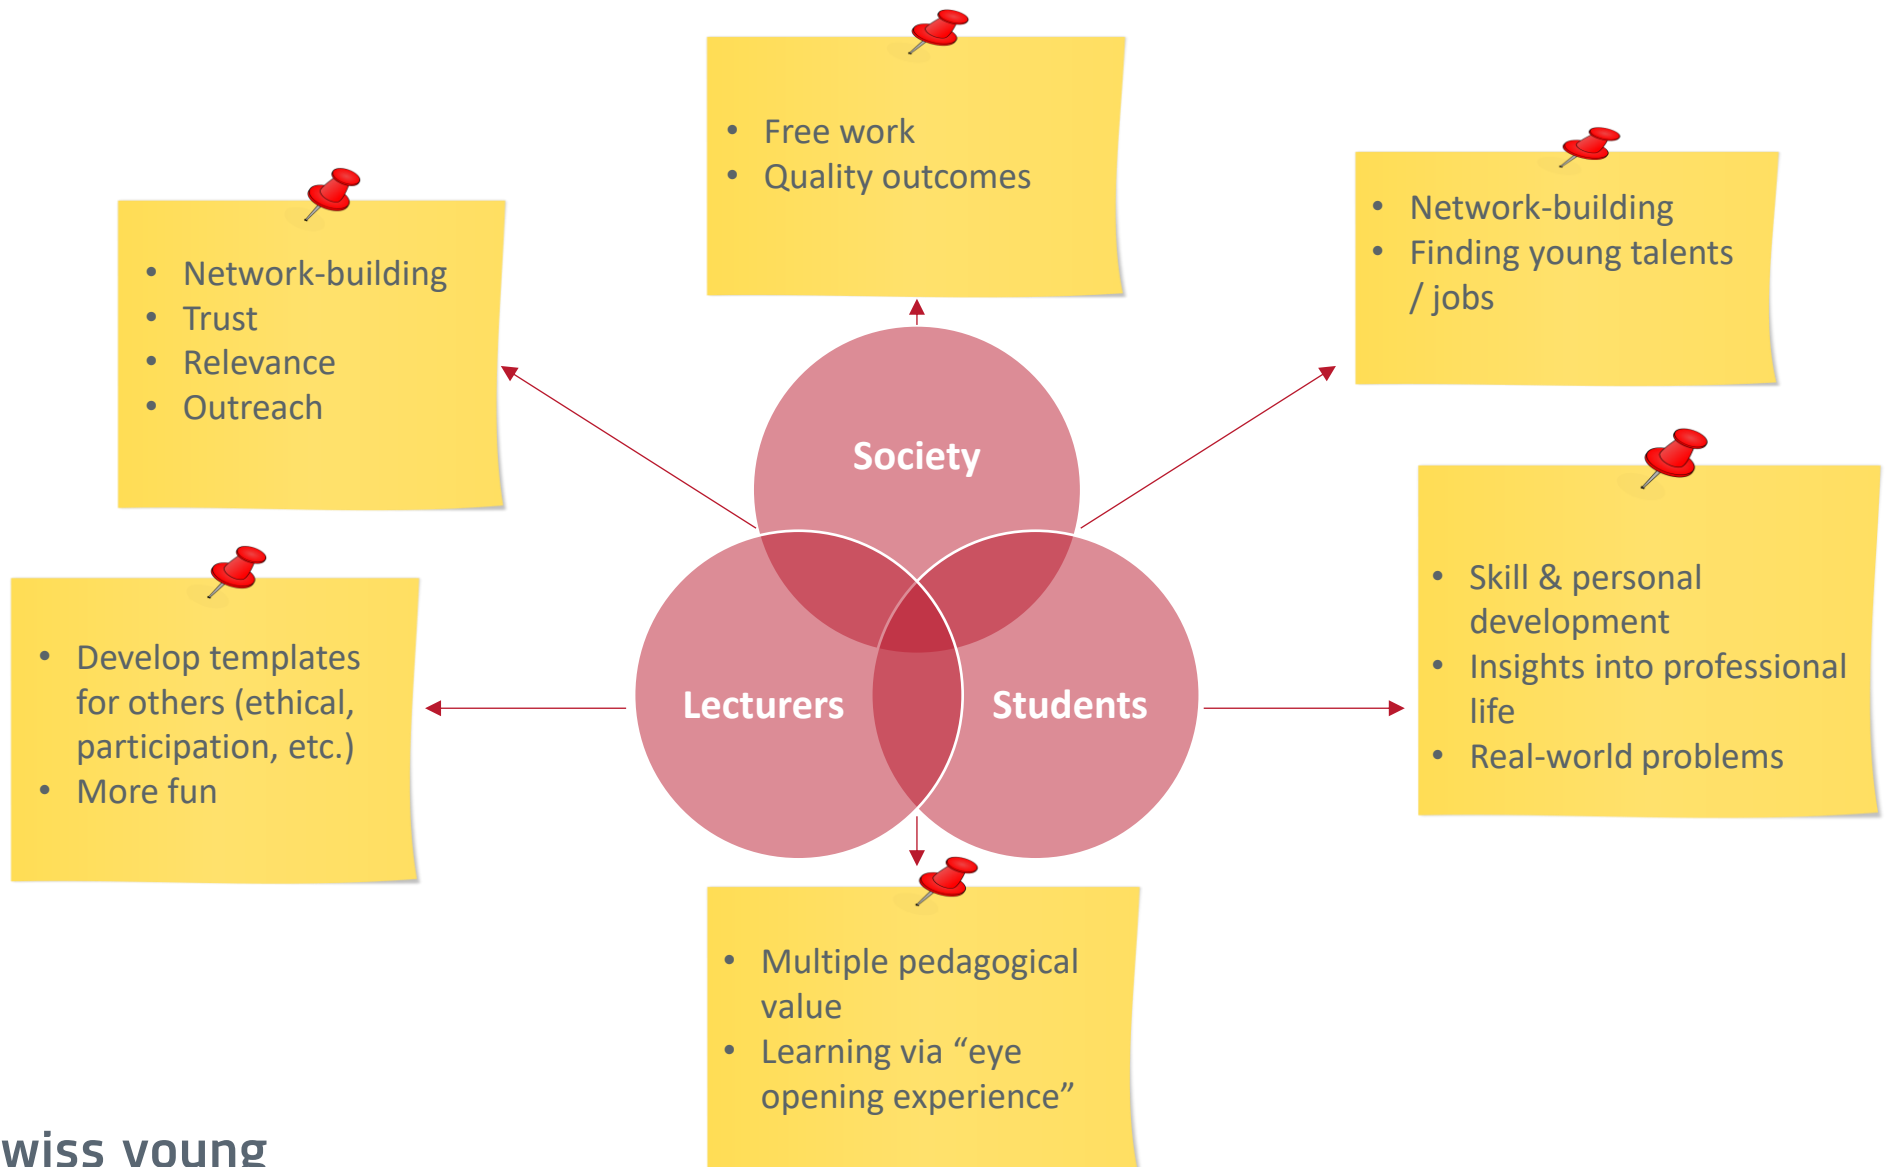 • Free work
• Quality outcomes
• Network-building
• Trust
• Relevance
• Outreach
• Network-building
• Finding young talents
/ jobs
Society
Lecturers
Students
• Develop templates
for others (ethical,
participation, etc.)
• More fun
• Skill & personal
development
• Insights into professional
life
• Real-world problems
• Multiple pedagogical
value
• Learning via “eye
opening experience”
wiss young